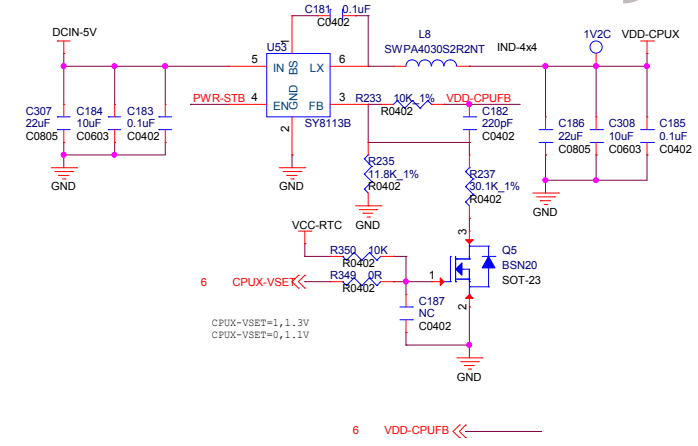 C181 0.1uF
C0402
DCIN-5V
L8
SWPA4030S2R2NT
IND-4x4
1V2C
VDD-CPUX
U53
5 IN BS LX 6
PWR-STB 4 EN GND FB 3
R233 10K_1%
R0402
VDD-CPUFB
1
2
SY8113B
C307
22uF
C0805
C184
10uF
C0603
C183
0.1uF
C0402
C182
220pF
C0402
C186
22uF
C0805
C308
10uF
C0603
C185
0.1uF
C0402
GND
GND
R235
11.8K_1%
R0402
GND
R237
30.1K_1%
R0402
GND
VCC-RTC
R350 10K
R0402
6 CPUX-VSET
R349 0R
R0402
3
1
2
Q5
BSN20
SOT-23
C187
NC
C0402
CPUX-VSET=1,1.3V
CPUX-VSET=0,1.1V
GND
6 VDD-CPUFB